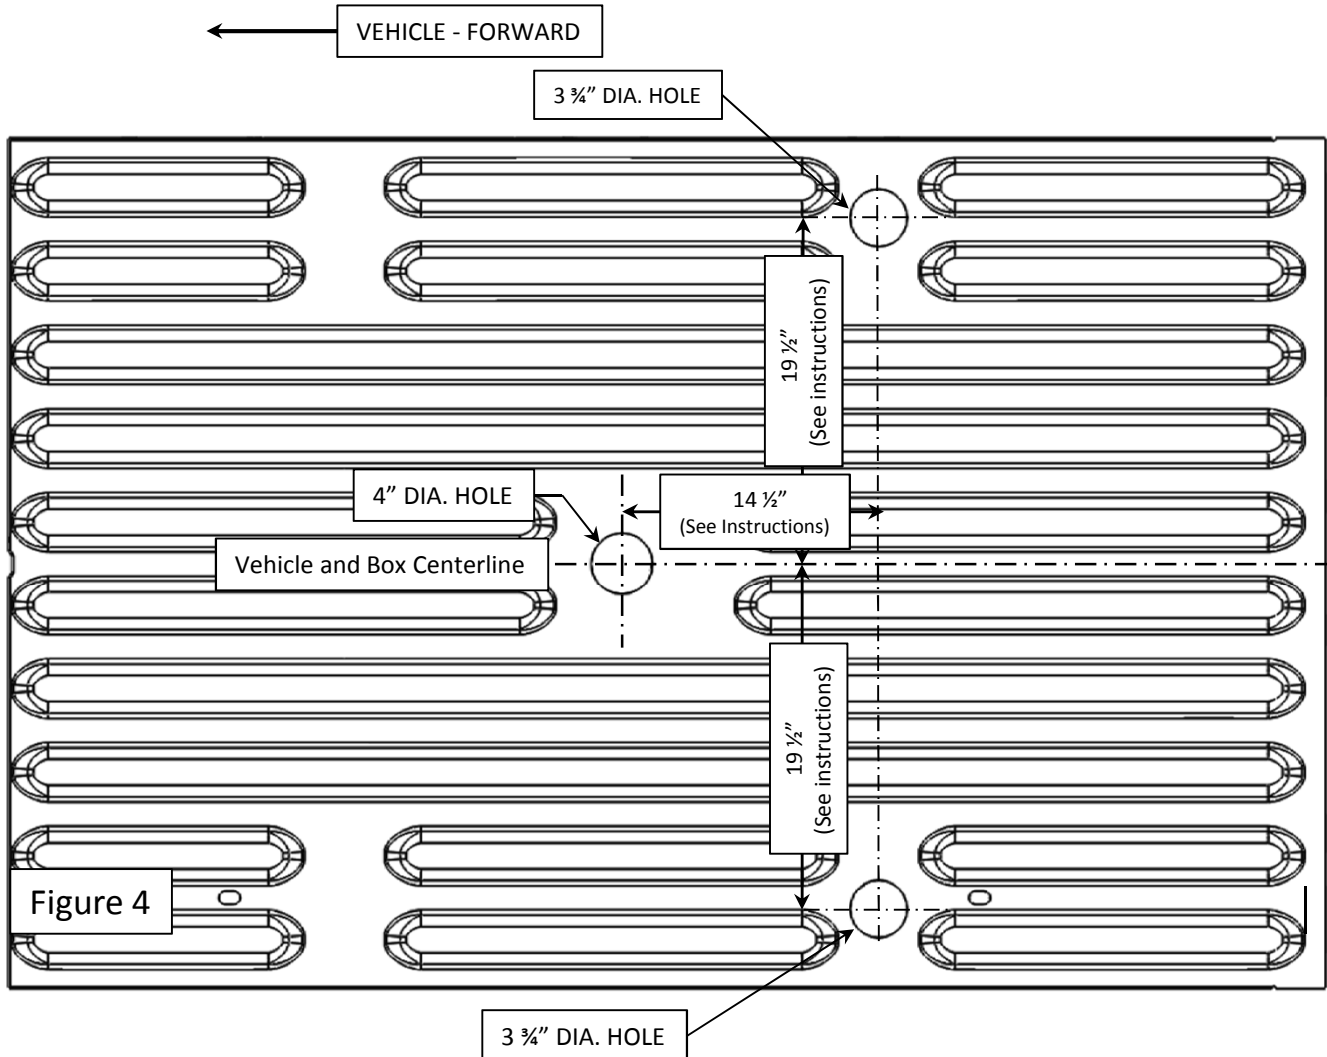 VEHICLE - FORWARD
3 ¾” DIA. HOLE
19 ½”
(See instructions)
4” DIA. HOLE
14 ½”
(See Instructions)
Vehicle and Box Centerline
19 ½”
(See instructions)
Figure 4
3 ¾” DIA. HOLE